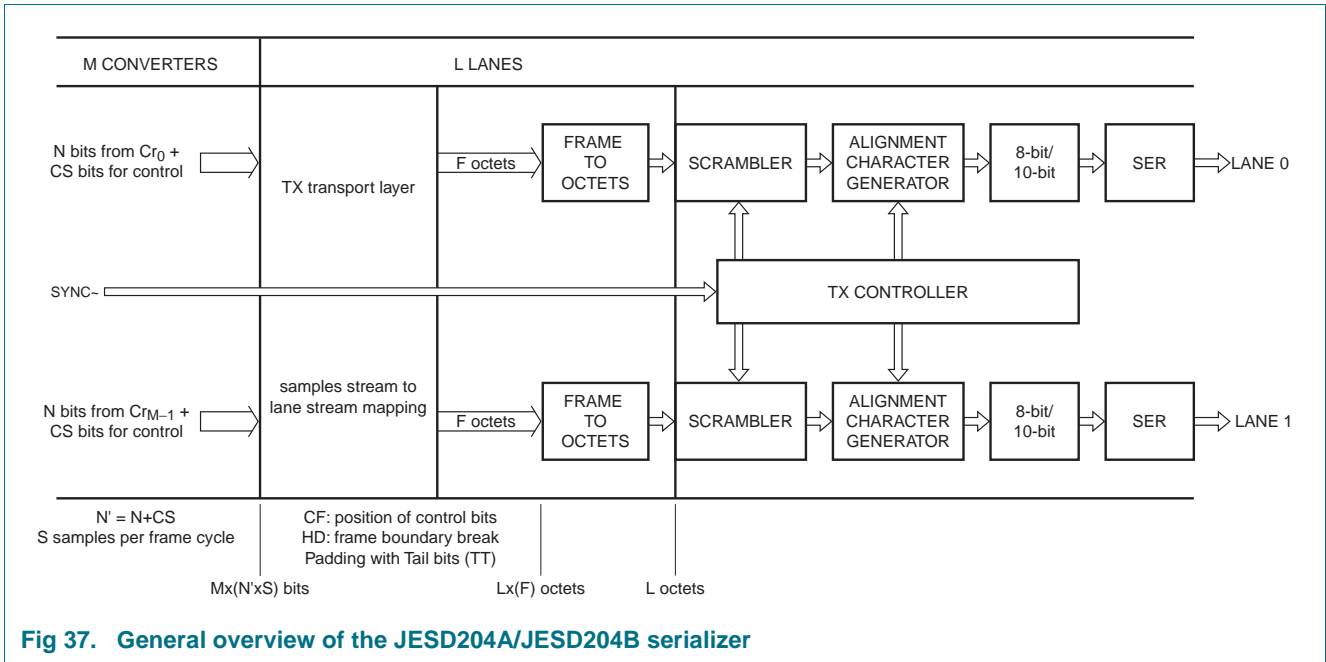 M CONVERTERS
L LANES
N bits from Cr0 +
CS bits for control
TX transport layer
F octets
FRAME
TO
OCTETS
SCRAMBLER
ALIGNMENT
CHARACTER
GENERATOR
8-bit/
10-bit
SER
LANE 0
SYNC~
TX CONTROLLER
N bits from CrM–1 +
CS bits for control
samples stream to
lane stream mapping
F octets
FRAME
TO
OCTETS
SCRAMBLER
ALIGNMENT
CHARACTER
GENERATOR
8-bit/
10-bit
SER
LANE 1
N' = N+CS
S samples per frame cycle
CF: position of control bits
HD: frame boundary break
Padding with Tail bits (TT)
Mx(N'xS) bits
Lx(F) octets
L octets
Fig 37. General overview of the JESD204A/JESD204B serializer